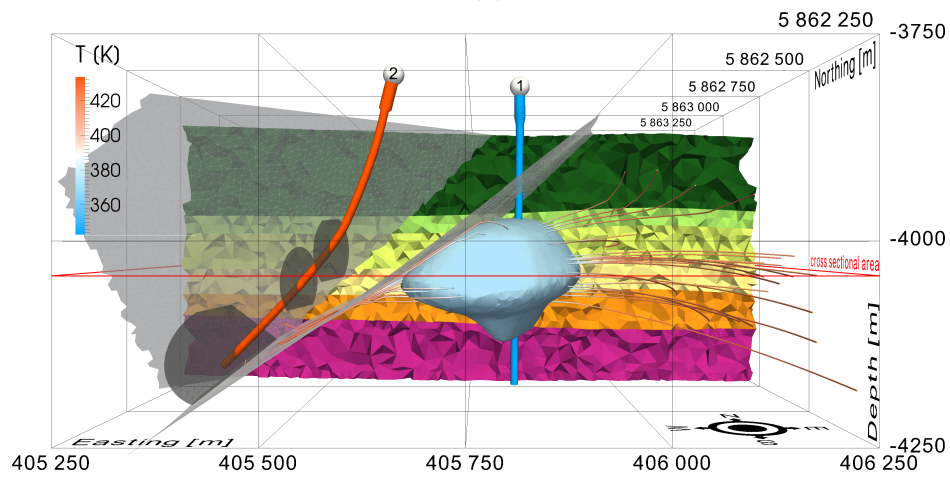 5 862 250
-3750
T (K)
5 862 500
Northing [m]
420
5 862 750
5 863 000
400
5 863 250
380
360
2
1
-4000
cross sectional area
Depth [m]
N
W
E
S
Easting [m]
-4250
405 250
405 500
405 750
406 000
406 250